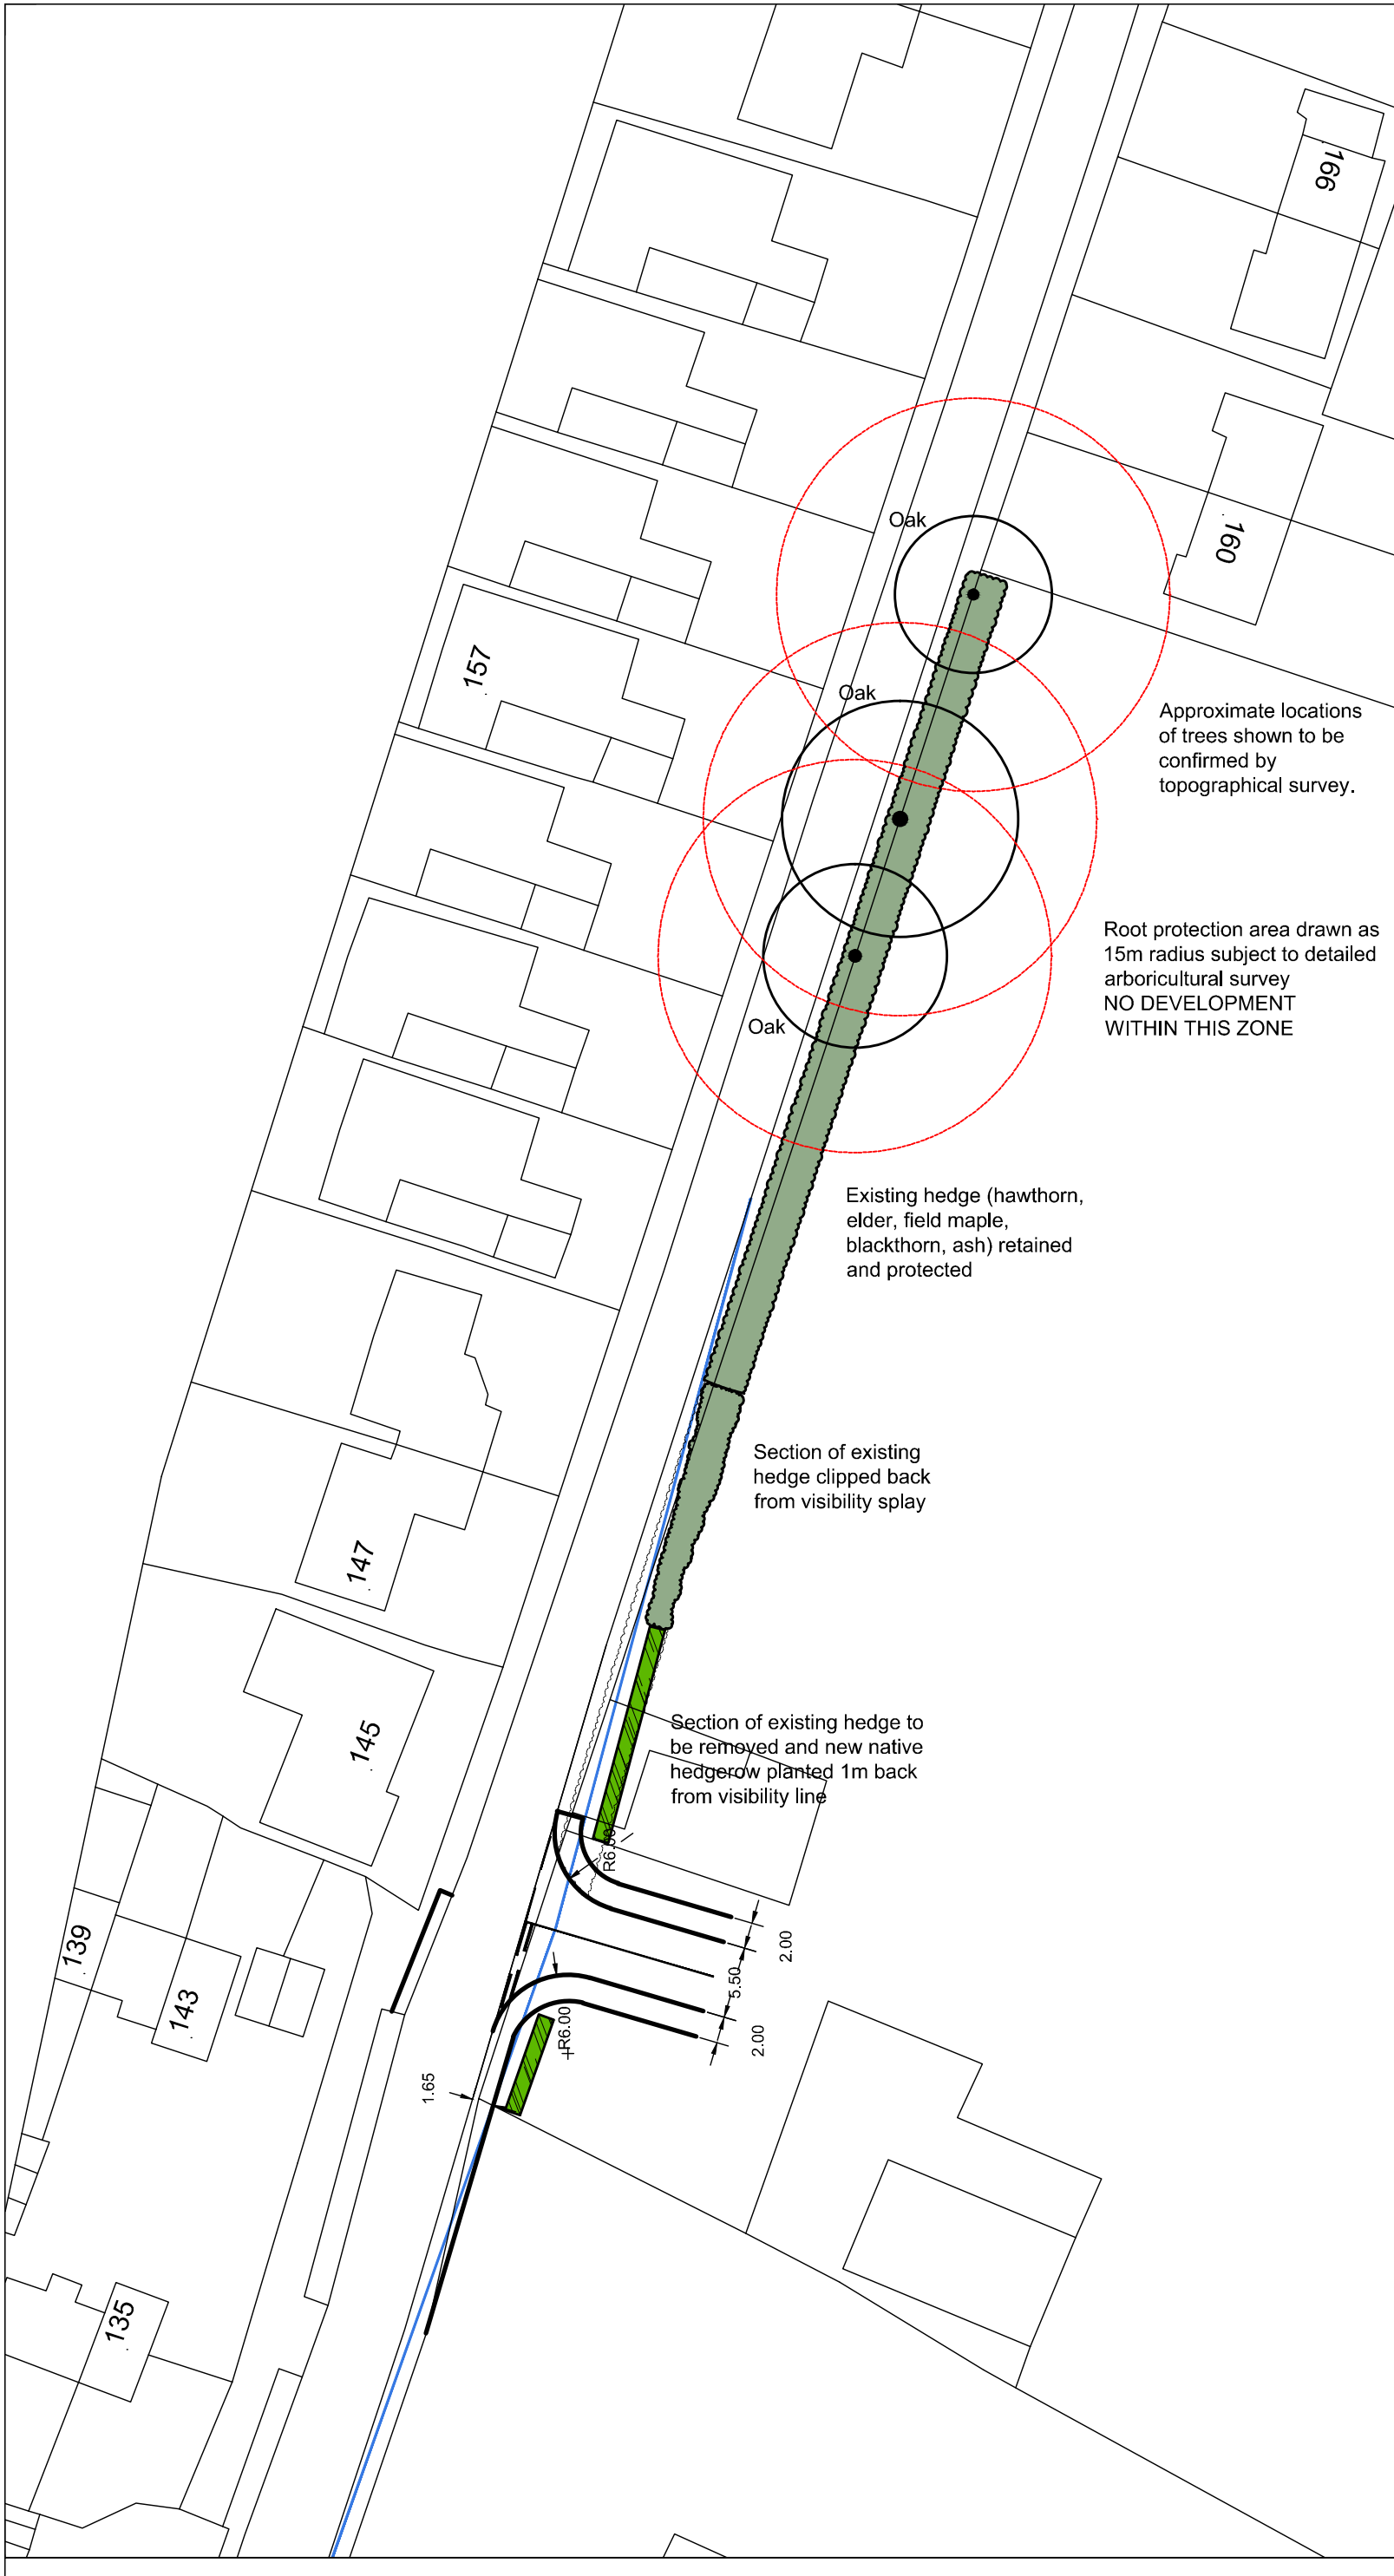 166
Oak
160
157
Oak
Approximate locations
of trees shown to be
confirmed by
topographical survey.
Root protection area drawn as
15m radius subject to detailed
arboricultural survey
NO DEVELOPMENT
WITHIN THIS ZONE
Oak
Existing hedge (hawthorn,
elder, field maple,
blackthorn, ash) retained
and protected
Section of existing
hedge clipped back
from visibility splay
147
145
Section of existing hedge to
be removed and new native
hedgerow planted 1m back
from visibility line
R6.00
139
143
2.00
5.50
2.00
R6.00
1.65
135